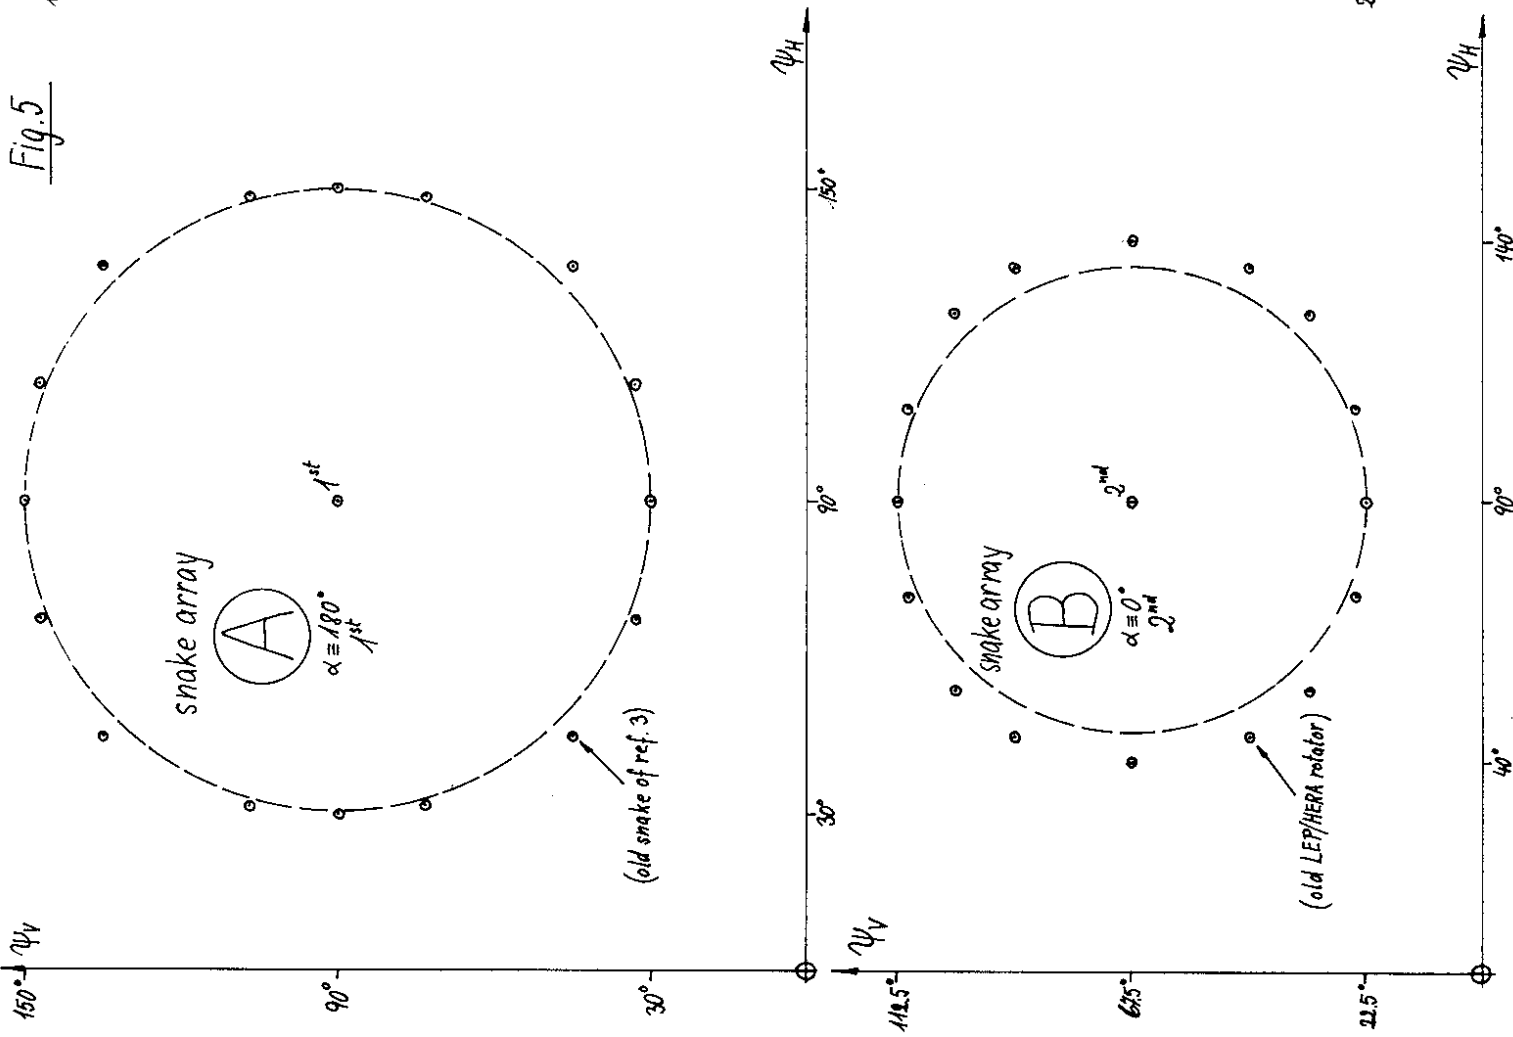 Fig. 5
ΨV
150°
90°
30°
snake array
A
α ≡ 180°
1st
1st
(old snake of ref. 3)
30°
90°
150°
ΨH
ΨV
112.5°
67.5°
22.5°
snake array
B
α ≡ 0°
2nd
2nd
(old LEP/HERA rotator)
40°
90°
140°
ΨH